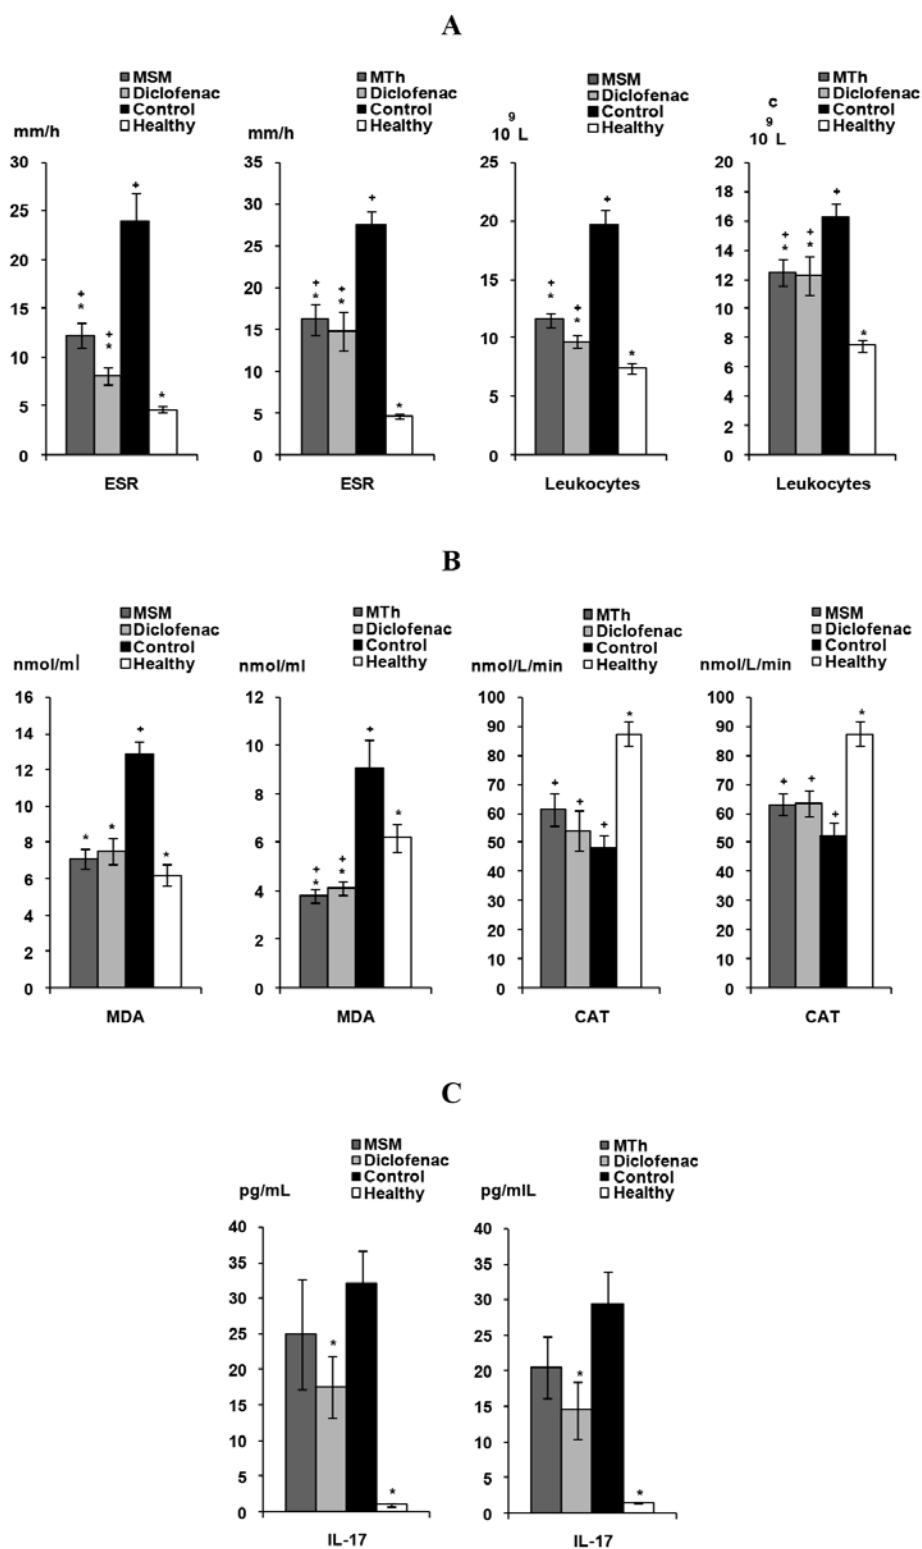 A
MSM
Diclofenac
Control
Healthy
mm/h
30
25
20
15
10
5
0
+
*
+
*
+
*
ESR
MTh
Diclofenac
Control
Healthy
mm/h
35
30
25
20
15
10
5
0
+
*
+
*
+
*
ESR
MSM
Diclofenac
Control
Healthy
9
10 L
25
20
15
10
5
0
+
*
+
*
+
*
Leukocytes
MTh
Diclofenac
Control
Healthy
c
9
10 L
20
18
16
14
12
10
8
6
4
2
0
+
*
+
*
+
*
Leukocytes
B
MSM
Diclofenac
Control
Healthy
nmol/ml
16
14
12
10
8
6
4
2
0
*
*
+
*
MDA
MTh
Diclofenac
Control
Healthy
nmol/ml
12
10
8
6
4
2
0
+
*
+
*
+
*
MDA
MTh
Diclofenac
Control
Healthy
nmol/L/min
100
90
80
70
60
50
40
30
20
10
0
+
+
+
*
CAT
MSM
Diclofenac
Control
Healthy
nmol/L/min
100
90
80
70
60
50
40
30
20
10
0
+
+
+
*
CAT
C
MSM
Diclofenac
Control
Healthy
pg/mL
40
35
30
25
20
15
10
5
0
*
*
IL-17
MTh
Diclofenac
Control
Healthy
pg/mlL
40
35
30
25
20
15
10
5
0
*
*
IL-17